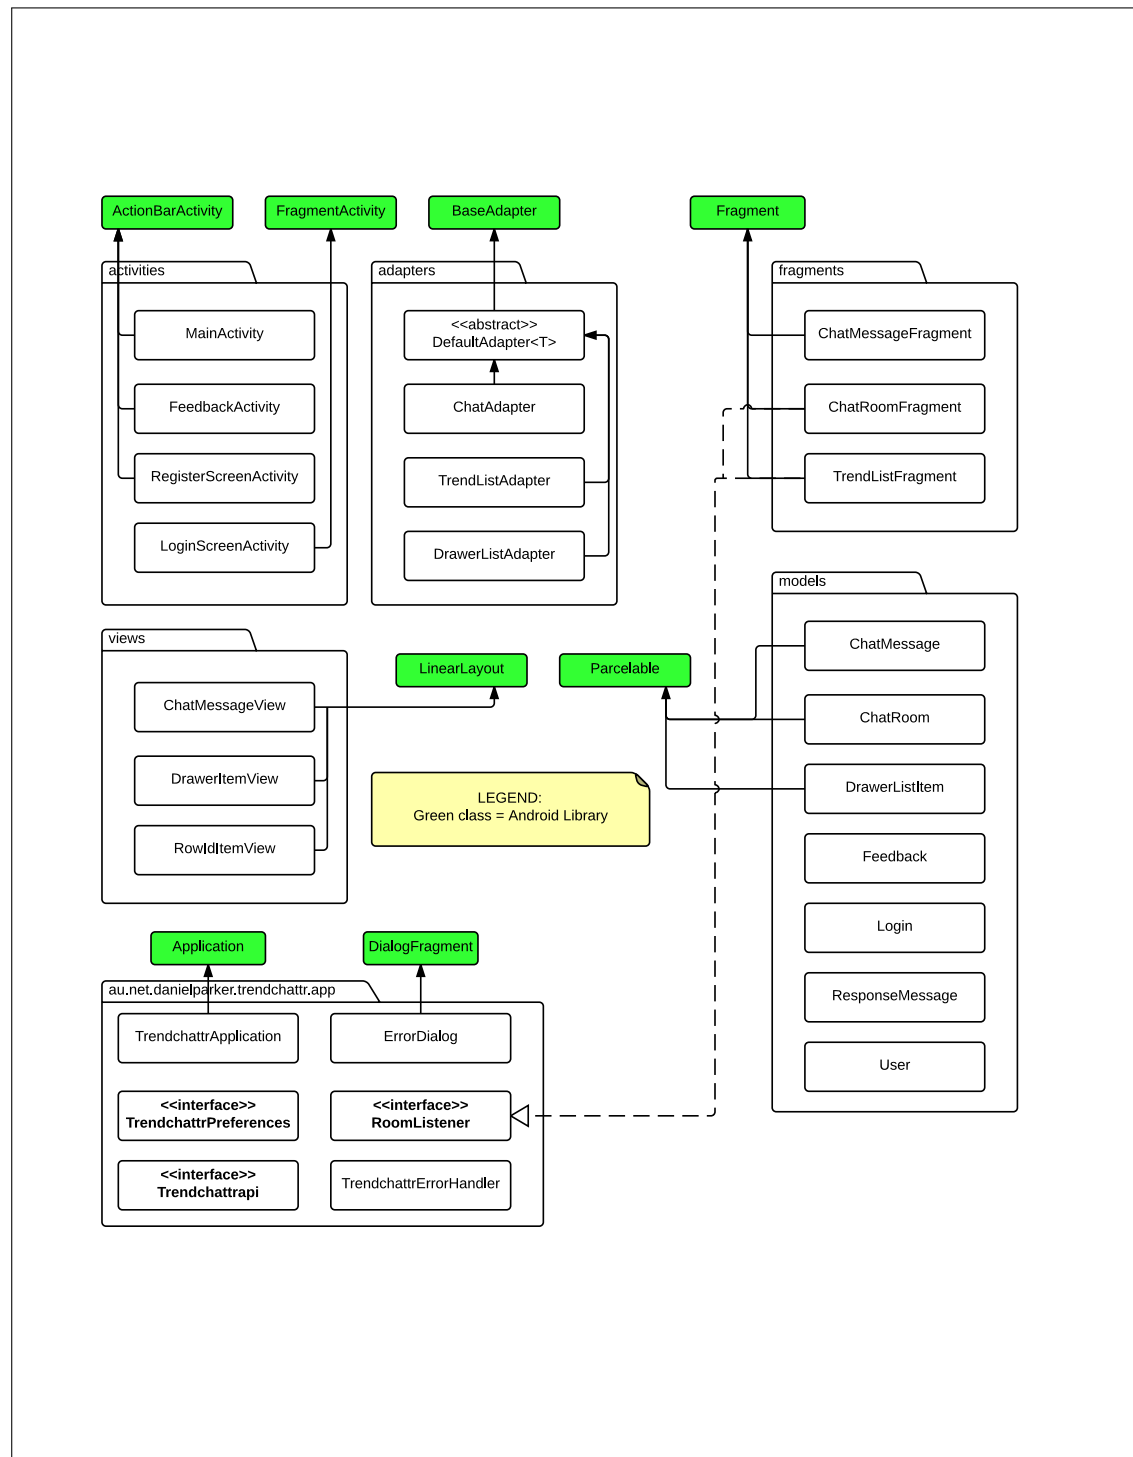 ActionBarActivity
FragmentActivity
BaseAdapter
Fragment
activities
MainActivity
FeedbackActivity
RegisterScreenActivity
LoginScreenActivity
adapters
<<abstract>>
DefaultAdapter<T>
ChatAdapter
TrendListAdapter
DrawerListAdapter
fragments
ChatMessageFragment
ChatRoomFragment
TrendListFragment
views
ChatMessageView
DrawerItemView
RowIdItemView
LinearLayout
Parcelable
LEGEND:
Green class = Android Library
models
ChatMessage
ChatRoom
DrawerListItem
Feedback
Login
ResponseMessage
User
Application
DialogFragment
au.net.danielparker.trendchattr.app
TrendchattrApplication
ErrorDialog
<<interface>>
TrendchattrPreferences
<<interface>>
RoomListener
<<interface>>
Trendchattrapi
TrendchattrErrorHandler